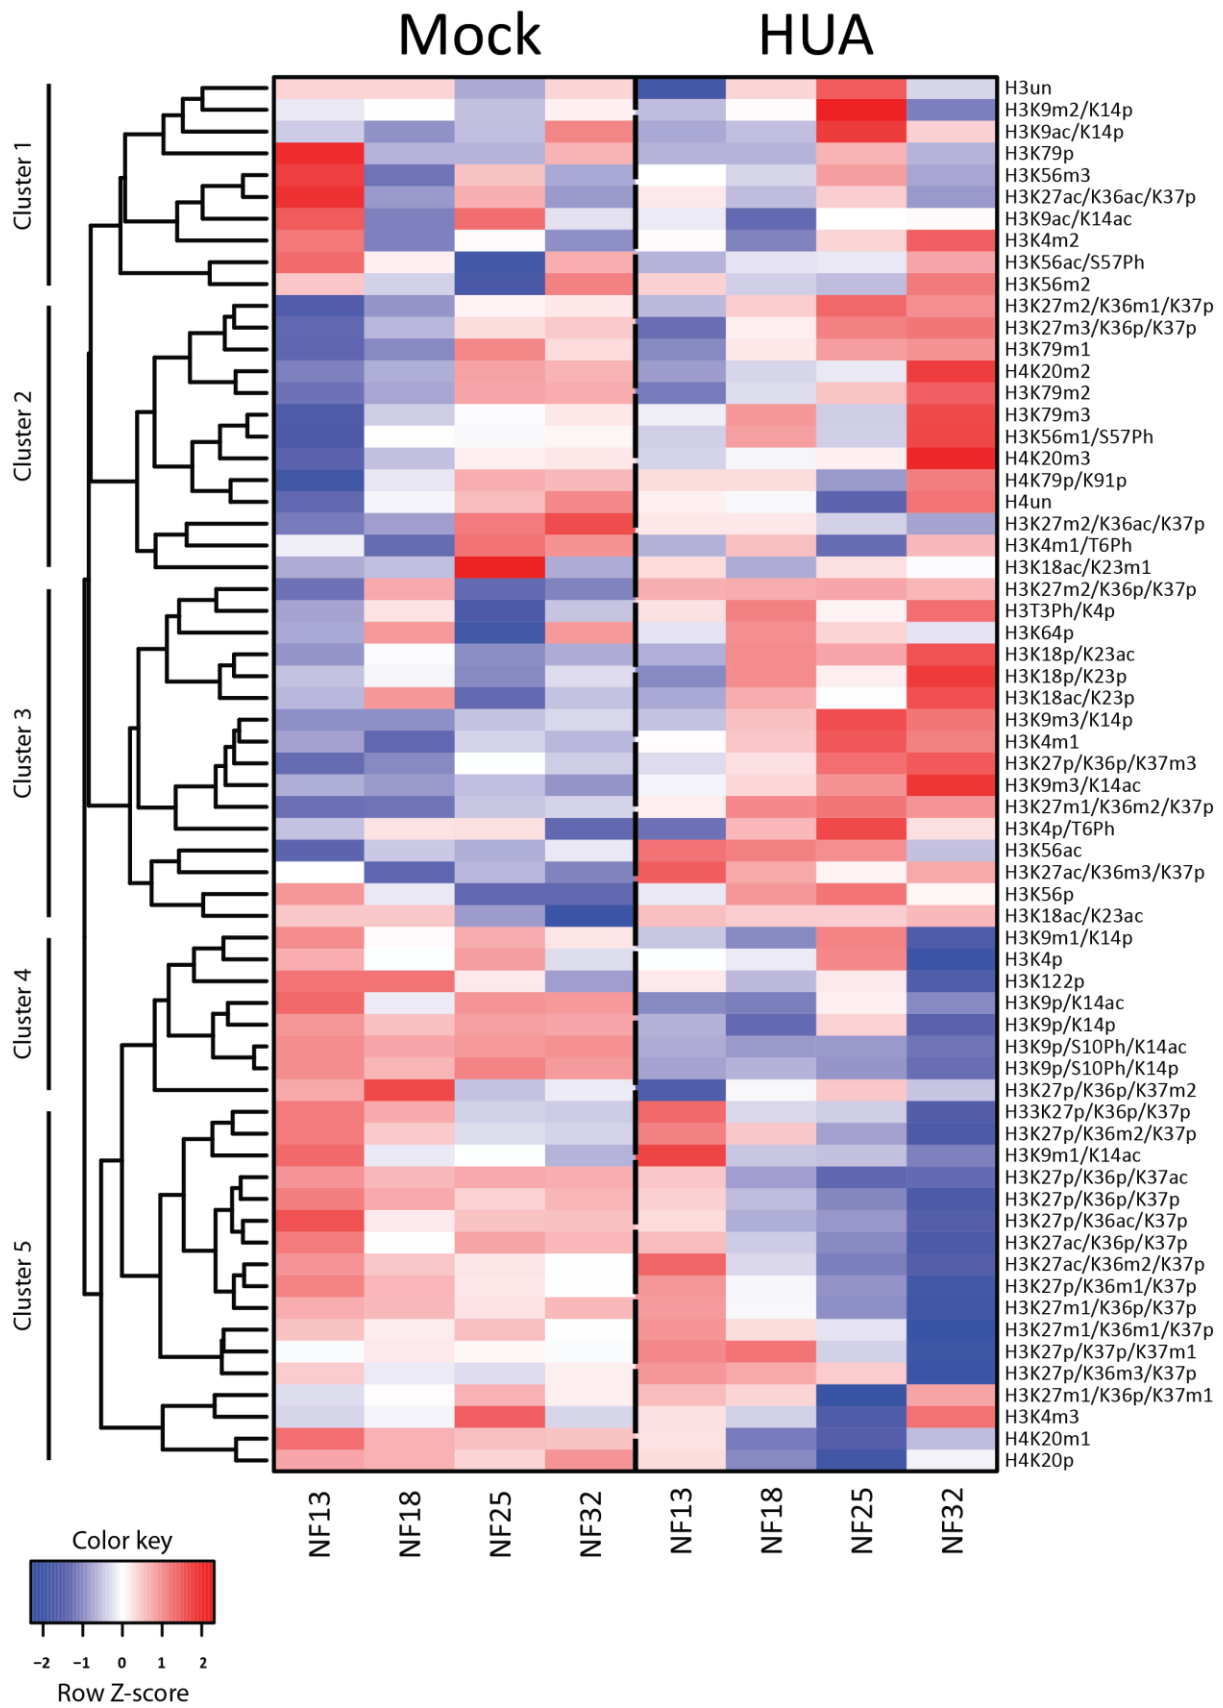 Mock HUA
Cluster 1
Cluster 2
Cluster 3
Cluster 4
Cluster 5
H3un
H3K9m2/K14p
H3K9ac/K14p
H3K79p
H3K56m3
H3K27ac/K36ac/K37p
H3K9ac/K14ac
H3K4m2
H3K56ac/S57Ph
H3K56m2
H3K27m2/K36m1/K37p
H3K27m3/K36p/K37p
H3K79m1
H4K20m2
H3K79m2
H3K79m3
H3K56m1/S57Ph
H4K20m3
H4K79p/K91p
H4un
H3K27m2/K36ac/K37p
H3K4m1/T6Ph
H3K18ac/K23m1
H3K27m2/K36p/K37p
H3T3Ph/K4p
H3K64p
H3K18p/K23ac
H3K18p/K23p
H3K18ac/K23p
H3K9m3/K14p
H3K4m1
H3K27p/K36p/K37m3
H3K9m3/K14ac
H3K27m1/K36m2/K37p
H3K4p/T6Ph
H3K56ac
H3K27ac/K36m3/K37p
H3K56p
H3K18ac/K23ac
H3K9m1/K14p
H3K4p
H3K122p
H3K9p/K14ac
H3K9p/K14p
H3K9p/S10Ph/K14ac
H3K9p/S10Ph/K14p
H3K27p/K36p/K37m2
H33K27p/K36p/K37p
H3K27p/K36m2/K37p
H3K9m1/K14ac
H3K27p/K36p/K37ac
H3K27p/K36p/K37p
H3K27p/K36ac/K37p
H3K27ac/K36p/K37p
H3K27ac/K36m2/K37p
H3K27p/K36m1/K37p
H3K27m1/K36p/K37p
H3K27m1/K36m1/K37p
H3K27p/K37p/K37m1
H3K27p/K36m3/K37p
H3K27m1/K36p/K37m1
H3K4m3
H4K20m1
H4K20p
NF13 NF18 NF25 NF32 NF13 NF18 NF25 NF32
Color key
−2 −1 0 1 2
Row Z-score